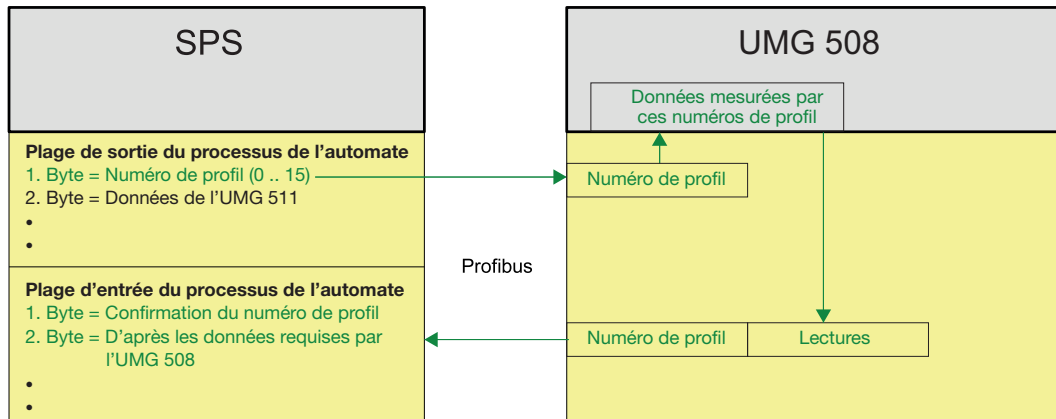 SPS
UMG 508
Données mesurées par
ces numéros de profil
Plage de sortie du processus de l'automate
1. Byte = Numéro de profil (0 .. 15)
2. Byte = Données de l'UMG 511
•
•
Numéro de profil
Profibus
Plage d'entrée du processus de l'automate
1. Byte = Confirmation du numéro de profil
2. Byte = D'après les données requises par
l'UMG 508
•
•
Numéro de profil
Lectures